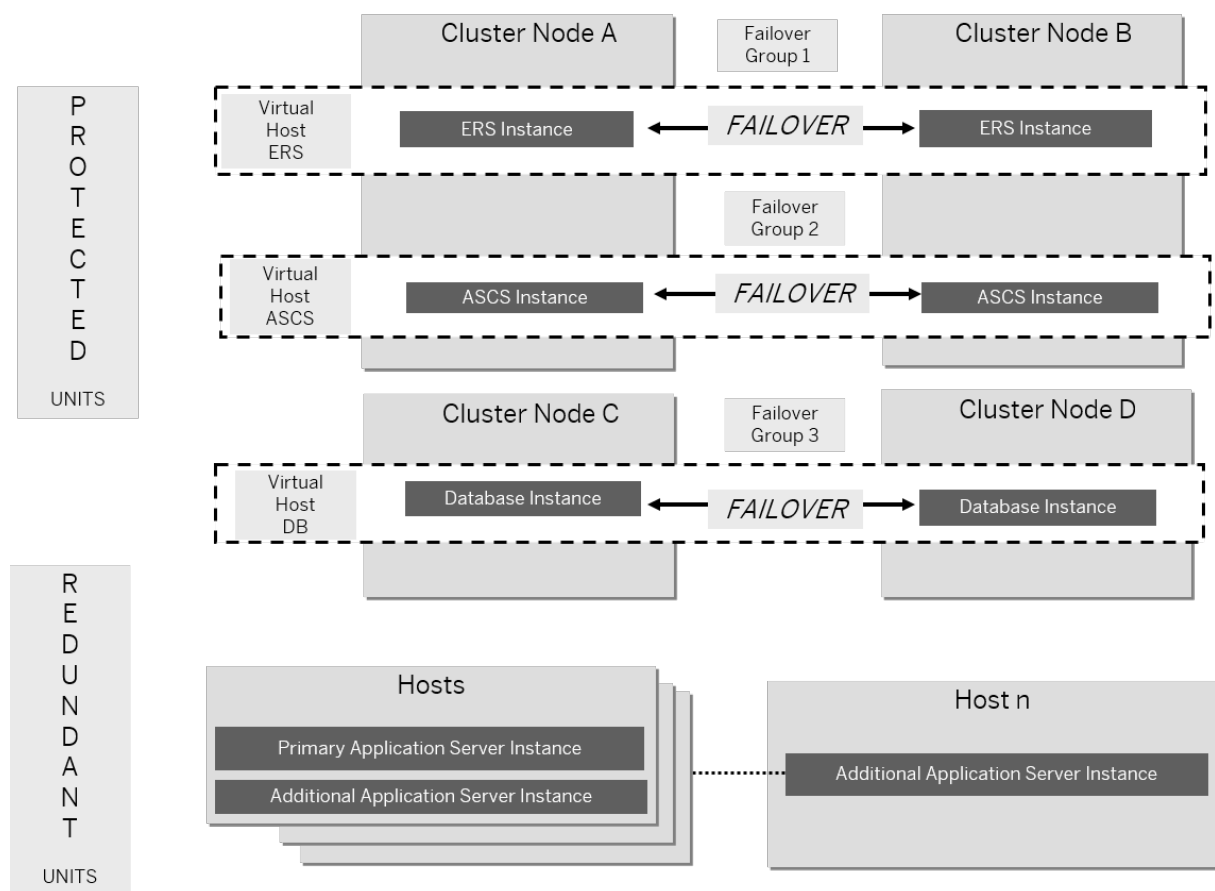 Cluster Node A
Failover
Group 1
Cluster Node B
PROTECTED
UNITS
Virtual
Host
ERS
ERS Instance
FAILOVER
ERS Instance
Failover
Group 2
Virtual
Host
ASCS
ASCS Instance
FAILOVER
ASCS Instance
Cluster Node C
Failover
Group 3
Cluster Node D
Virtual
Host
DB
Database Instance
FAILOVER
Database Instance
REDUNDANT
UNITS
Hosts
Primary Application Server Instance
Additional Application Server Instance
Host n
Additional Application Server Instance